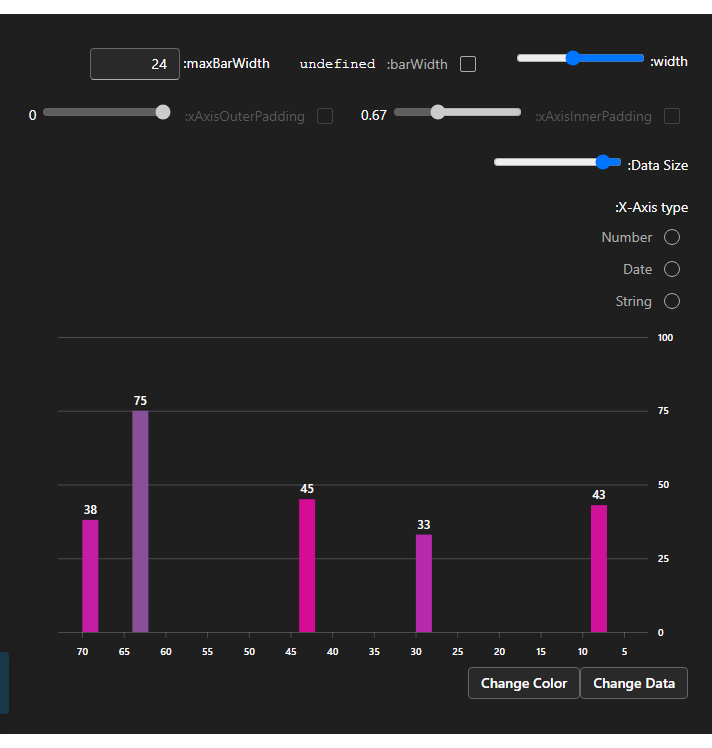 :width
:barWidth undefined
:maxBarWidth 24
:xAxisInnerPadding 0.67
:xAxisOuterPadding 0
:Data Size
:X-Axis type
Number
Date
String
100
75
75
50
45
43
38
33
25
0
70 65 60 55 50 45 40 35 30 25 20 15 10 5
Change Color Change Data